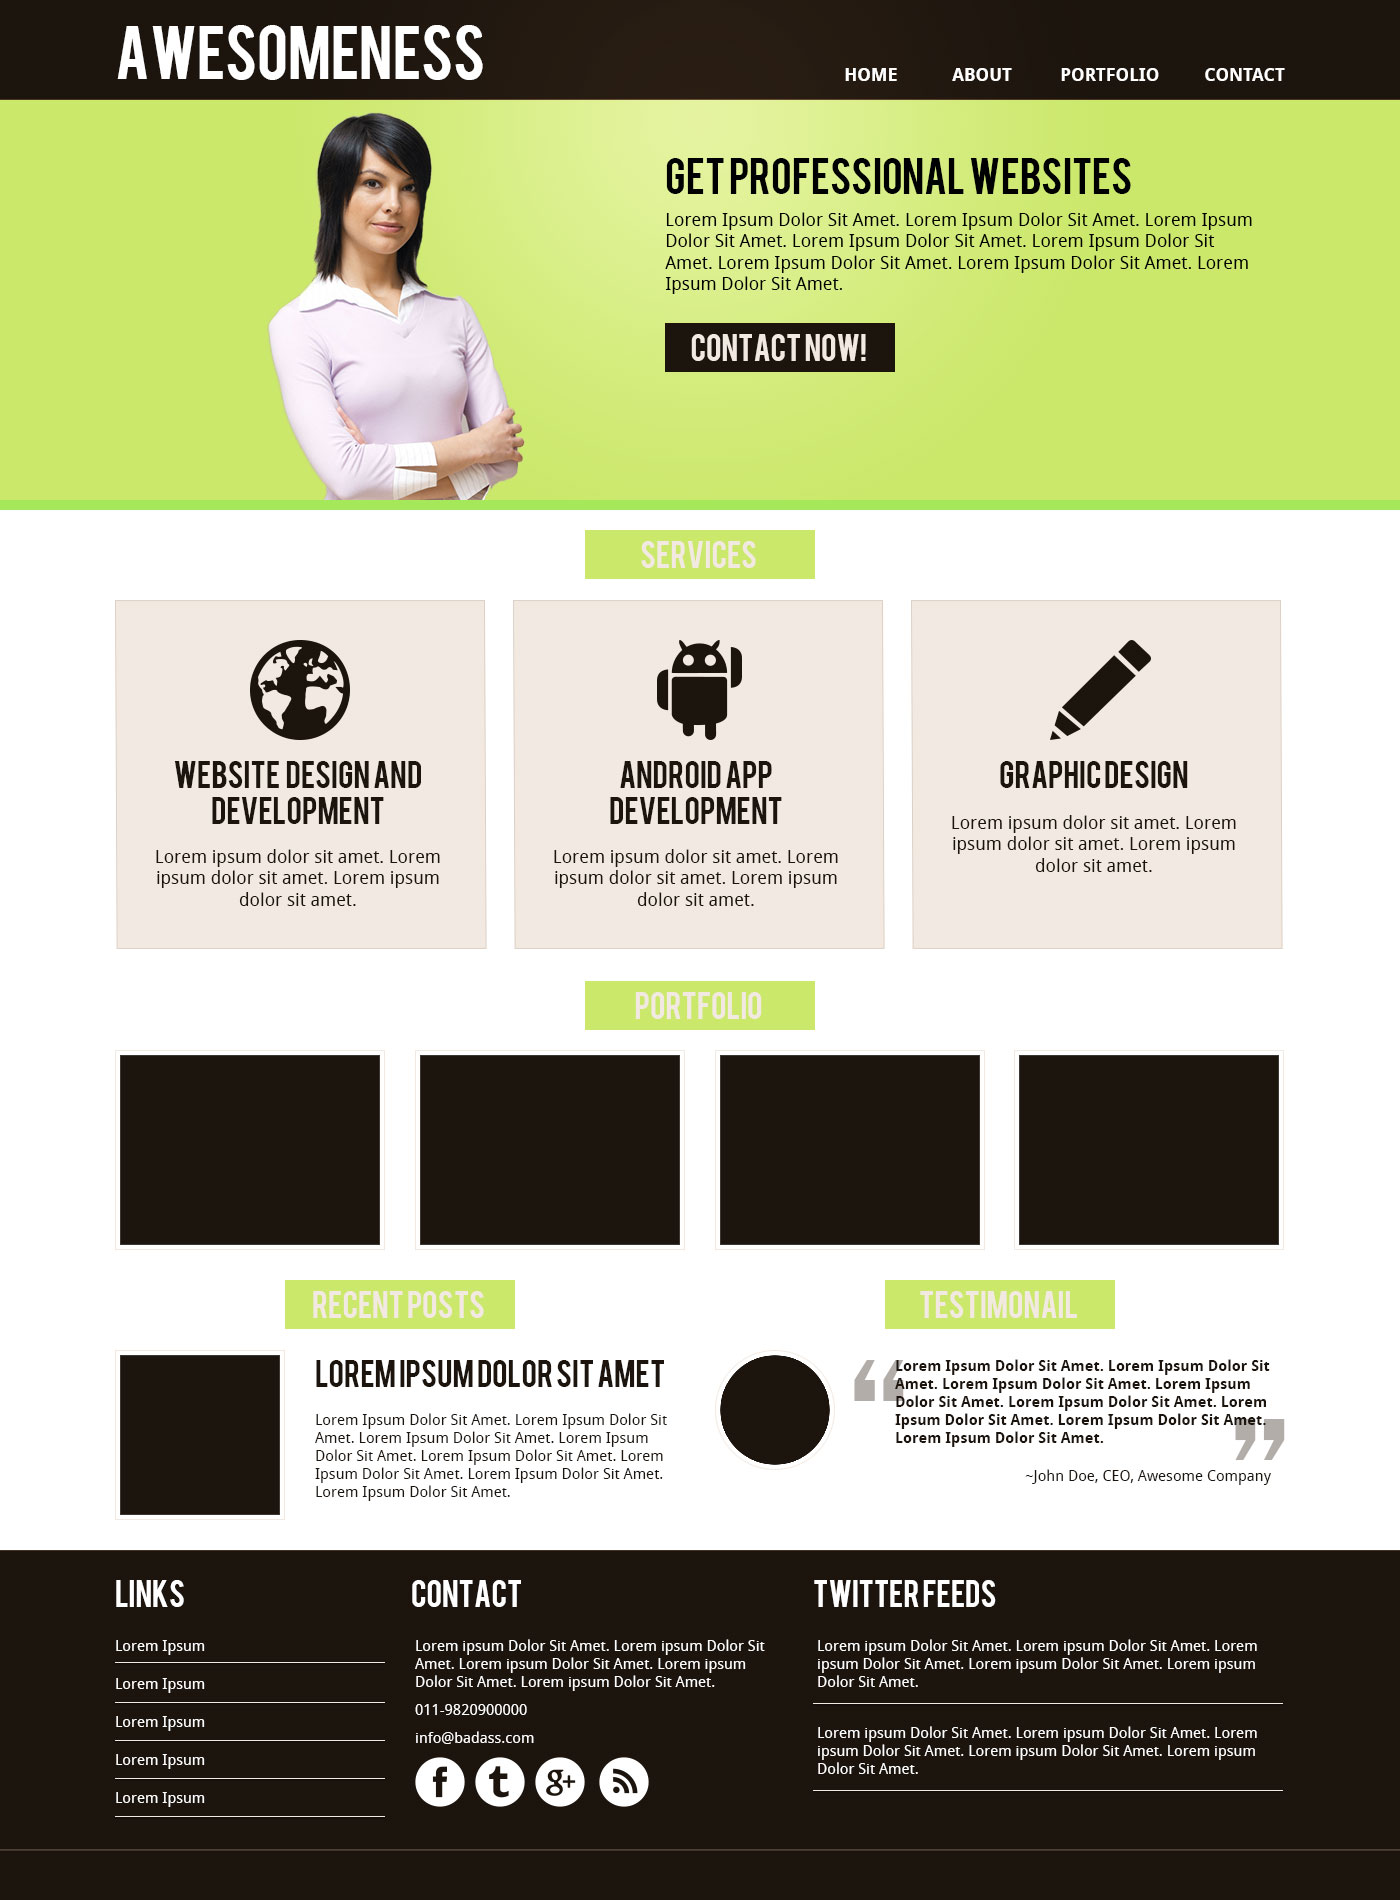 AWESOMENESS
HOME ABOUT PORTFOLIO CONTACT
GET PROFESSIONAL WEBSITES
Lorem Ipsum Dolor Sit Amet. Lorem Ipsum Dolor Sit Amet. Lorem Ipsum
Dolor Sit Amet. Lorem Ipsum Dolor Sit Amet. Lorem Ipsum Dolor Sit
Amet. Lorem Ipsum Dolor Sit Amet. Lorem Ipsum Dolor Sit Amet. Lorem
Ipsum Dolor Sit Amet.
CONTACT NOW!
SERVICES
WEBSITE DESIGN AND
DEVELOPMENT
Lorem ipsum dolor sit amet. Lorem
ipsum dolor sit amet. Lorem ipsum
dolor sit amet.
ANDROID APP
DEVELOPMENT
Lorem ipsum dolor sit amet. Lorem
ipsum dolor sit amet. Lorem ipsum
dolor sit amet.
GRAPHIC DESIGN
Lorem ipsum dolor sit amet. Lorem
ipsum dolor sit amet. Lorem ipsum
dolor sit amet.
PORTFOLIO
RECENT POSTS
LOREM IPSUM DOLOR SIT AMET
Lorem Ipsum Dolor Sit Amet. Lorem Ipsum Dolor Sit
Amet. Lorem Ipsum Dolor Sit Amet. Lorem Ipsum
Dolor Sit Amet. Lorem Ipsum Dolor Sit Amet. Lorem
Ipsum Dolor Sit Amet. Lorem Ipsum Dolor Sit Amet.
Lorem Ipsum Dolor Sit Amet.
TESTIMONAIL
“Lorem Ipsum Dolor Sit Amet. Lorem Ipsum Dolor Sit
Amet. Lorem Ipsum Dolor Sit Amet. Lorem Ipsum
Dolor Sit Amet. Lorem Ipsum Dolor Sit Amet. Lorem
Ipsum Dolor Sit Amet. Lorem Ipsum Dolor Sit Amet.
Lorem Ipsum Dolor Sit Amet.”
~John Doe, CEO, Awesome Company
LINKS
Lorem Ipsum
Lorem Ipsum
Lorem Ipsum
Lorem Ipsum
Lorem Ipsum
CONTACT
Lorem ipsum Dolor Sit Amet. Lorem ipsum Dolor Sit
Amet. Lorem ipsum Dolor Sit Amet. Lorem ipsum
Dolor Sit Amet. Lorem ipsum Dolor Sit Amet.
011-9820900000
info@badass.com
f t g+
TWITTER FEEDS
Lorem ipsum Dolor Sit Amet. Lorem ipsum Dolor Sit Amet. Lorem
ipsum Dolor Sit Amet. Lorem ipsum Dolor Sit Amet. Lorem ipsum
Dolor Sit Amet.
Lorem ipsum Dolor Sit Amet. Lorem ipsum Dolor Sit Amet. Lorem
ipsum Dolor Sit Amet. Lorem ipsum Dolor Sit Amet. Lorem ipsum
Dolor Sit Amet.